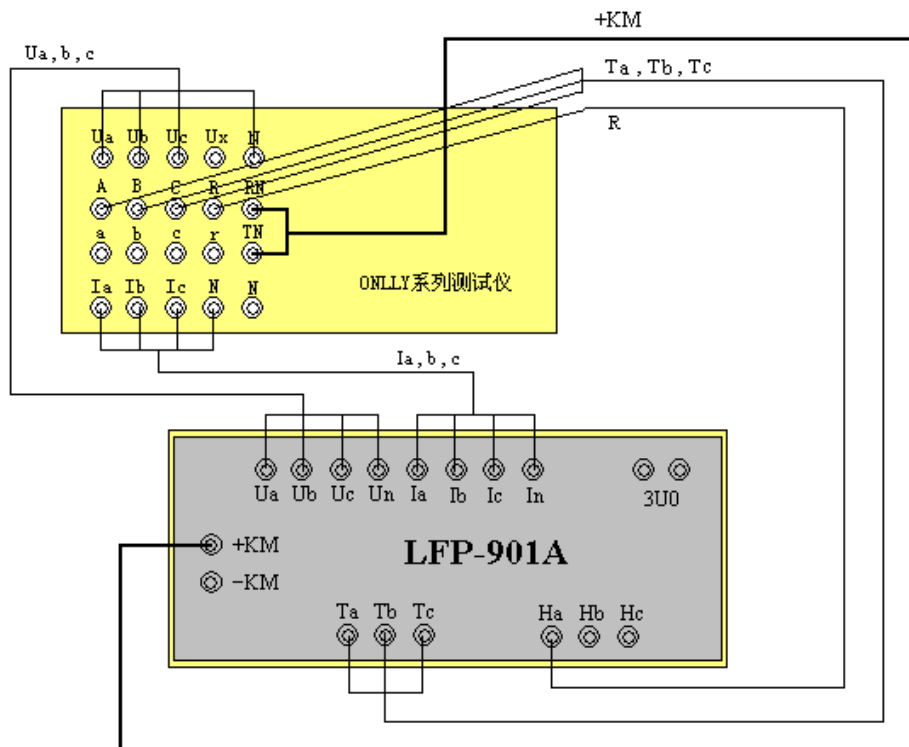 +KM
Ua,b,c
Ta,Tb,Tc
R
Ua Ub Uc Ux N
A B C R RN
a b c r TN
ONLLY系列测试仪
Ia Ib Ic N N
Ia,b,c
Ua Ub Uc Un Ia Ib Ic In
3U0
+KM
LFP-901A
-KM
Ta Tb Tc
Ha Hb Hc